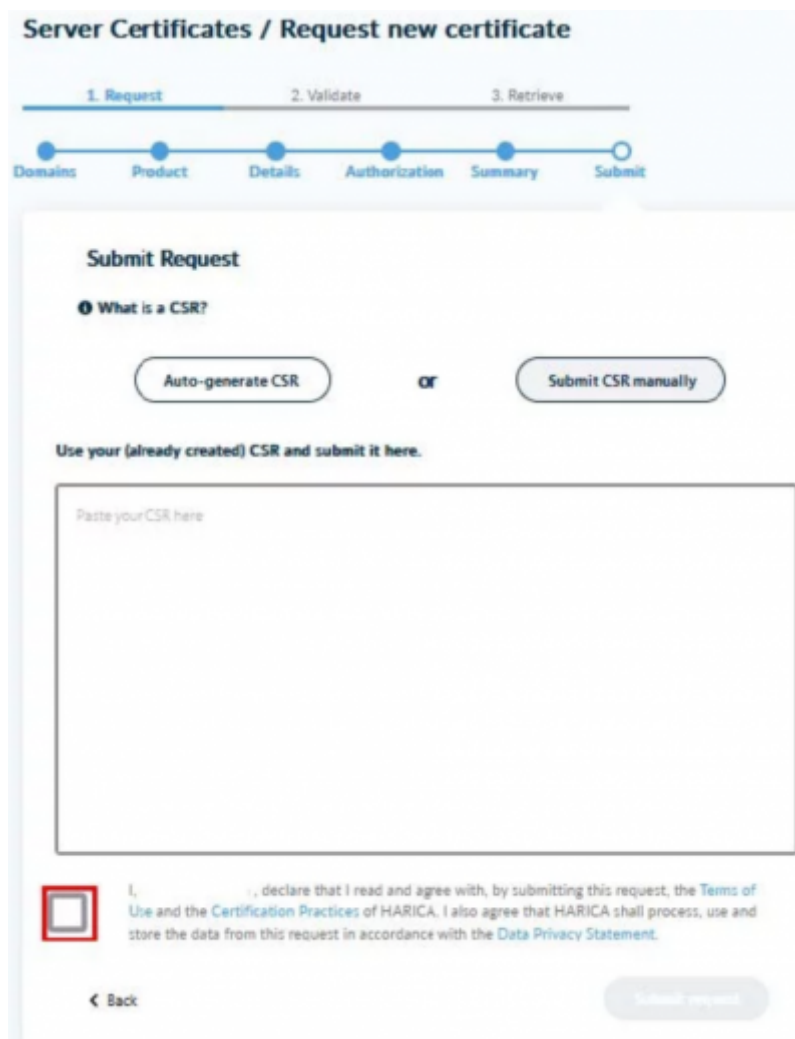 Server Certificates / Request new certificate
1. Request 2. Validate 3. Retrieve
Domains Product Details Authorization Summary Submit
Submit Request
What is a CSR?
Auto-generate CSR or Submit CSR manually
Use your (already created) CSR and submit it here.
Paste your CSR here
I, , declare that I read and agree with, by submitting this request, the Terms of
Use and the Certification Practices of HARICA. I also agree that HARICA shall process, use and
store the data from this request in accordance with the Data Privacy Statement.
Back
Submit request